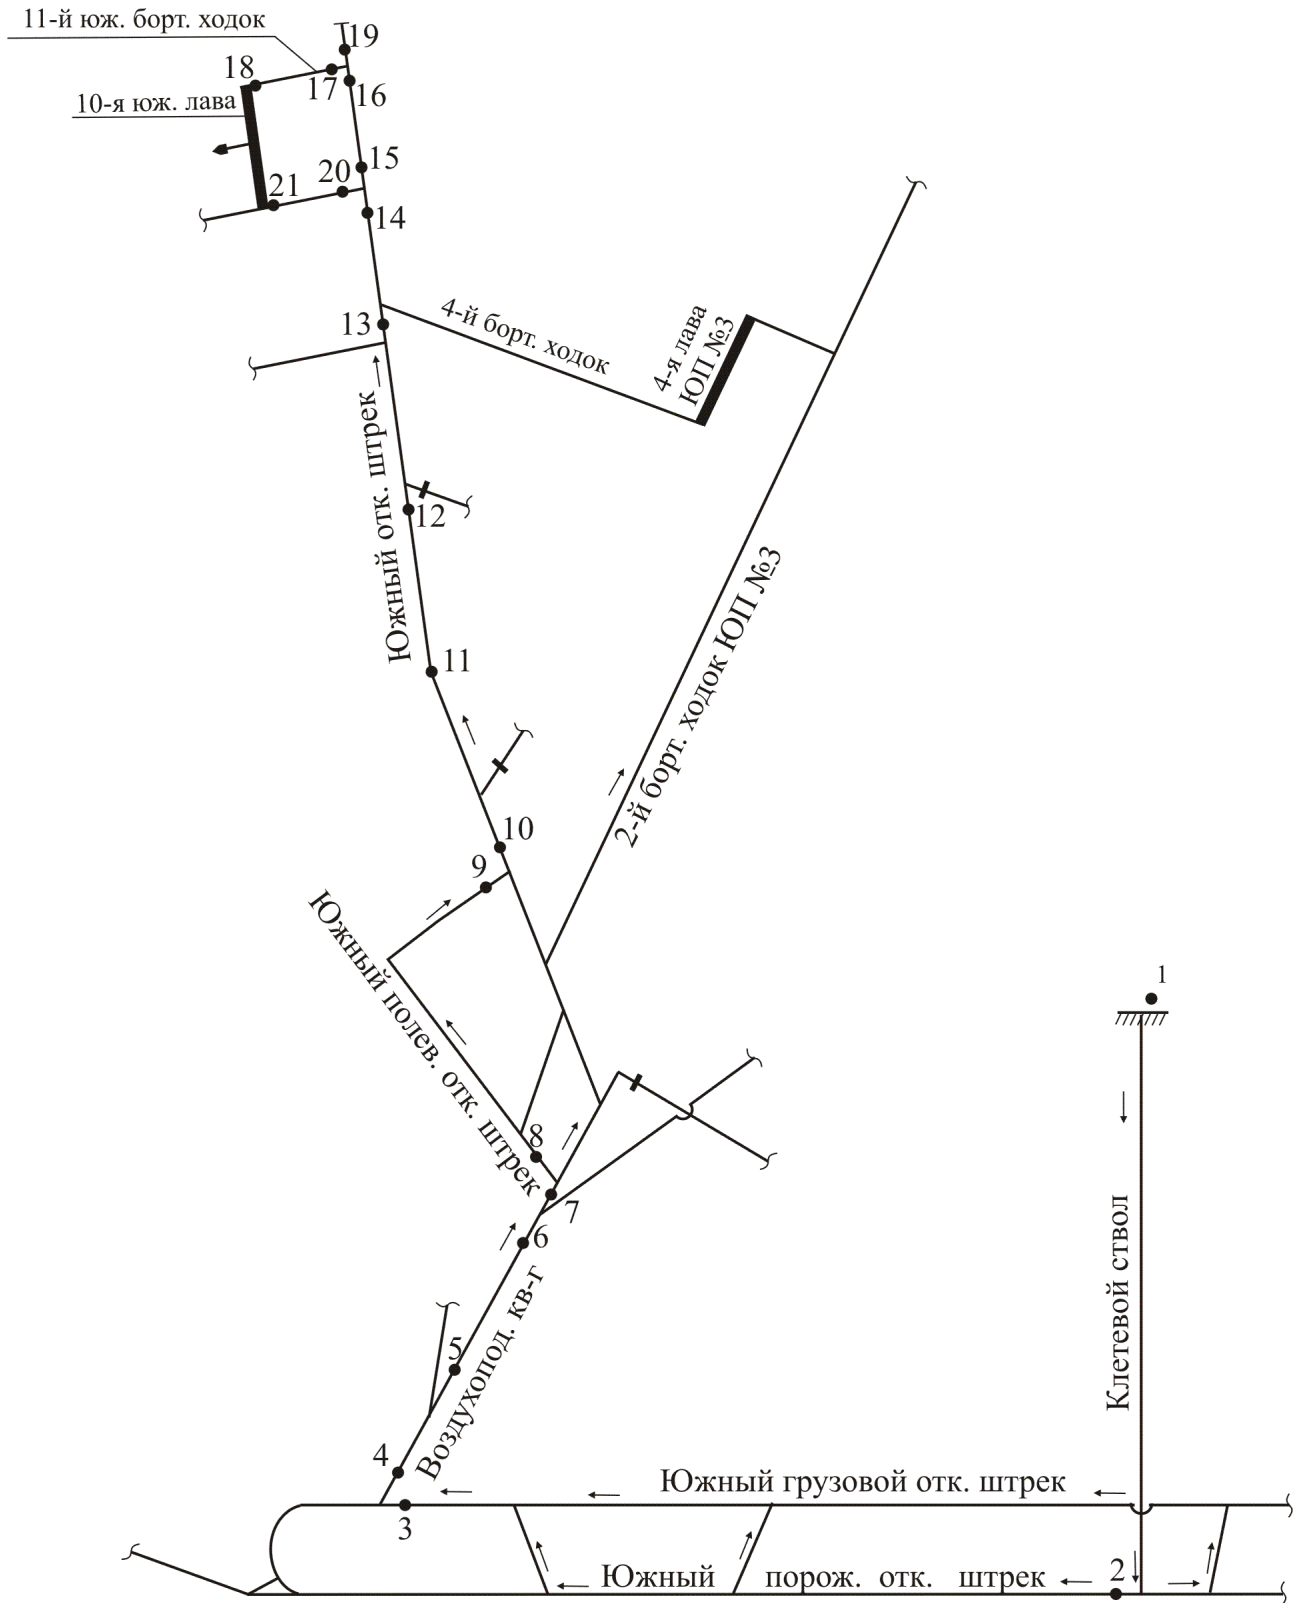 11-й юж. борт. ходок
19
18
17
16
10-я юж. лава
15
20
21
14
13
4-й борт. ходок
4-я лава
ЮП №3
Южный отк. штрек
12
11
2-й борт. ходок ЮП №3
10
9
Южный полев. отк. штрек
1
8
7
6
Клетевой ствол
Воздухопод. кв-г
5
4
Южный грузовой отк. штрек
3
2
Южный порож. отк. штрек